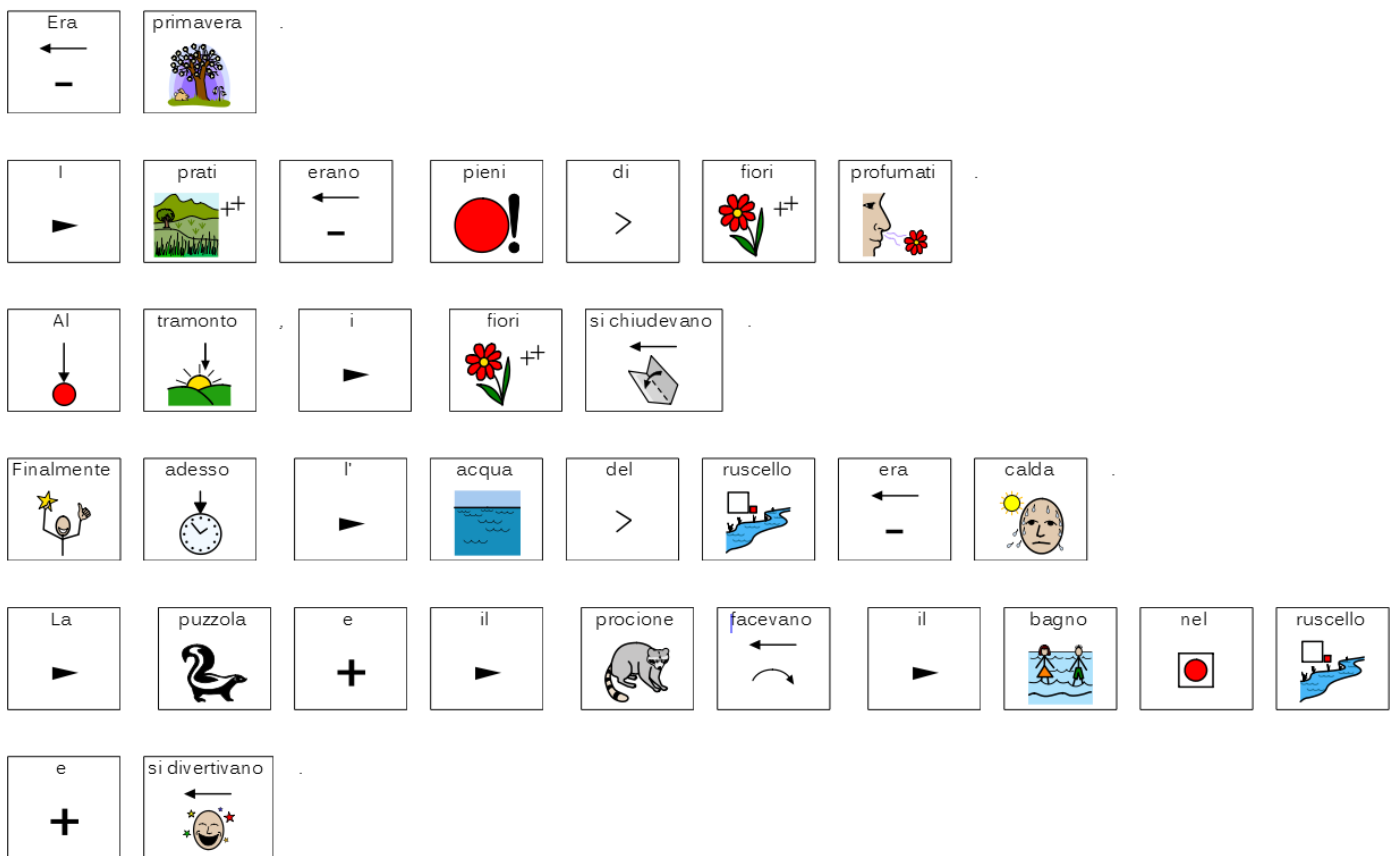 Era primavera .
I prati erano pieni di fiori profumati .
Al tramonto , i fiori si chiudevano .
Finalmente adesso l' acqua del ruscello era calda .
La puzzola e il procione facevano il bagno nel ruscello
e si divertivano .